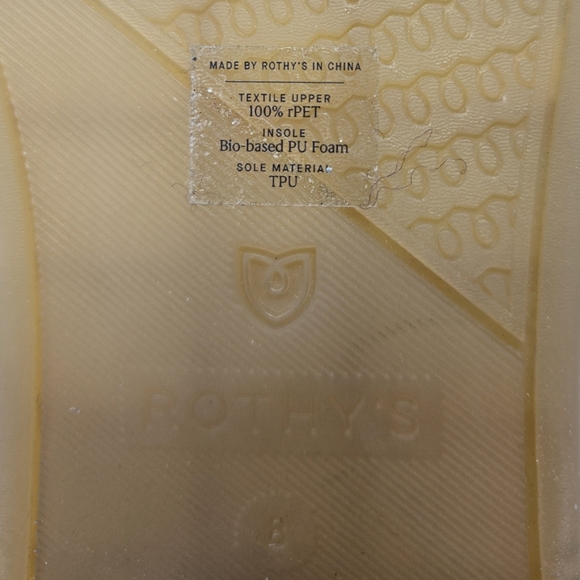 MADE BY ROTHY'S IN CHINA
TEXTILE UPPER
100% rPET
INSOLE
Bio-based PU Foam
SOLE MATERIAL
TPU
ROTHY'S
8